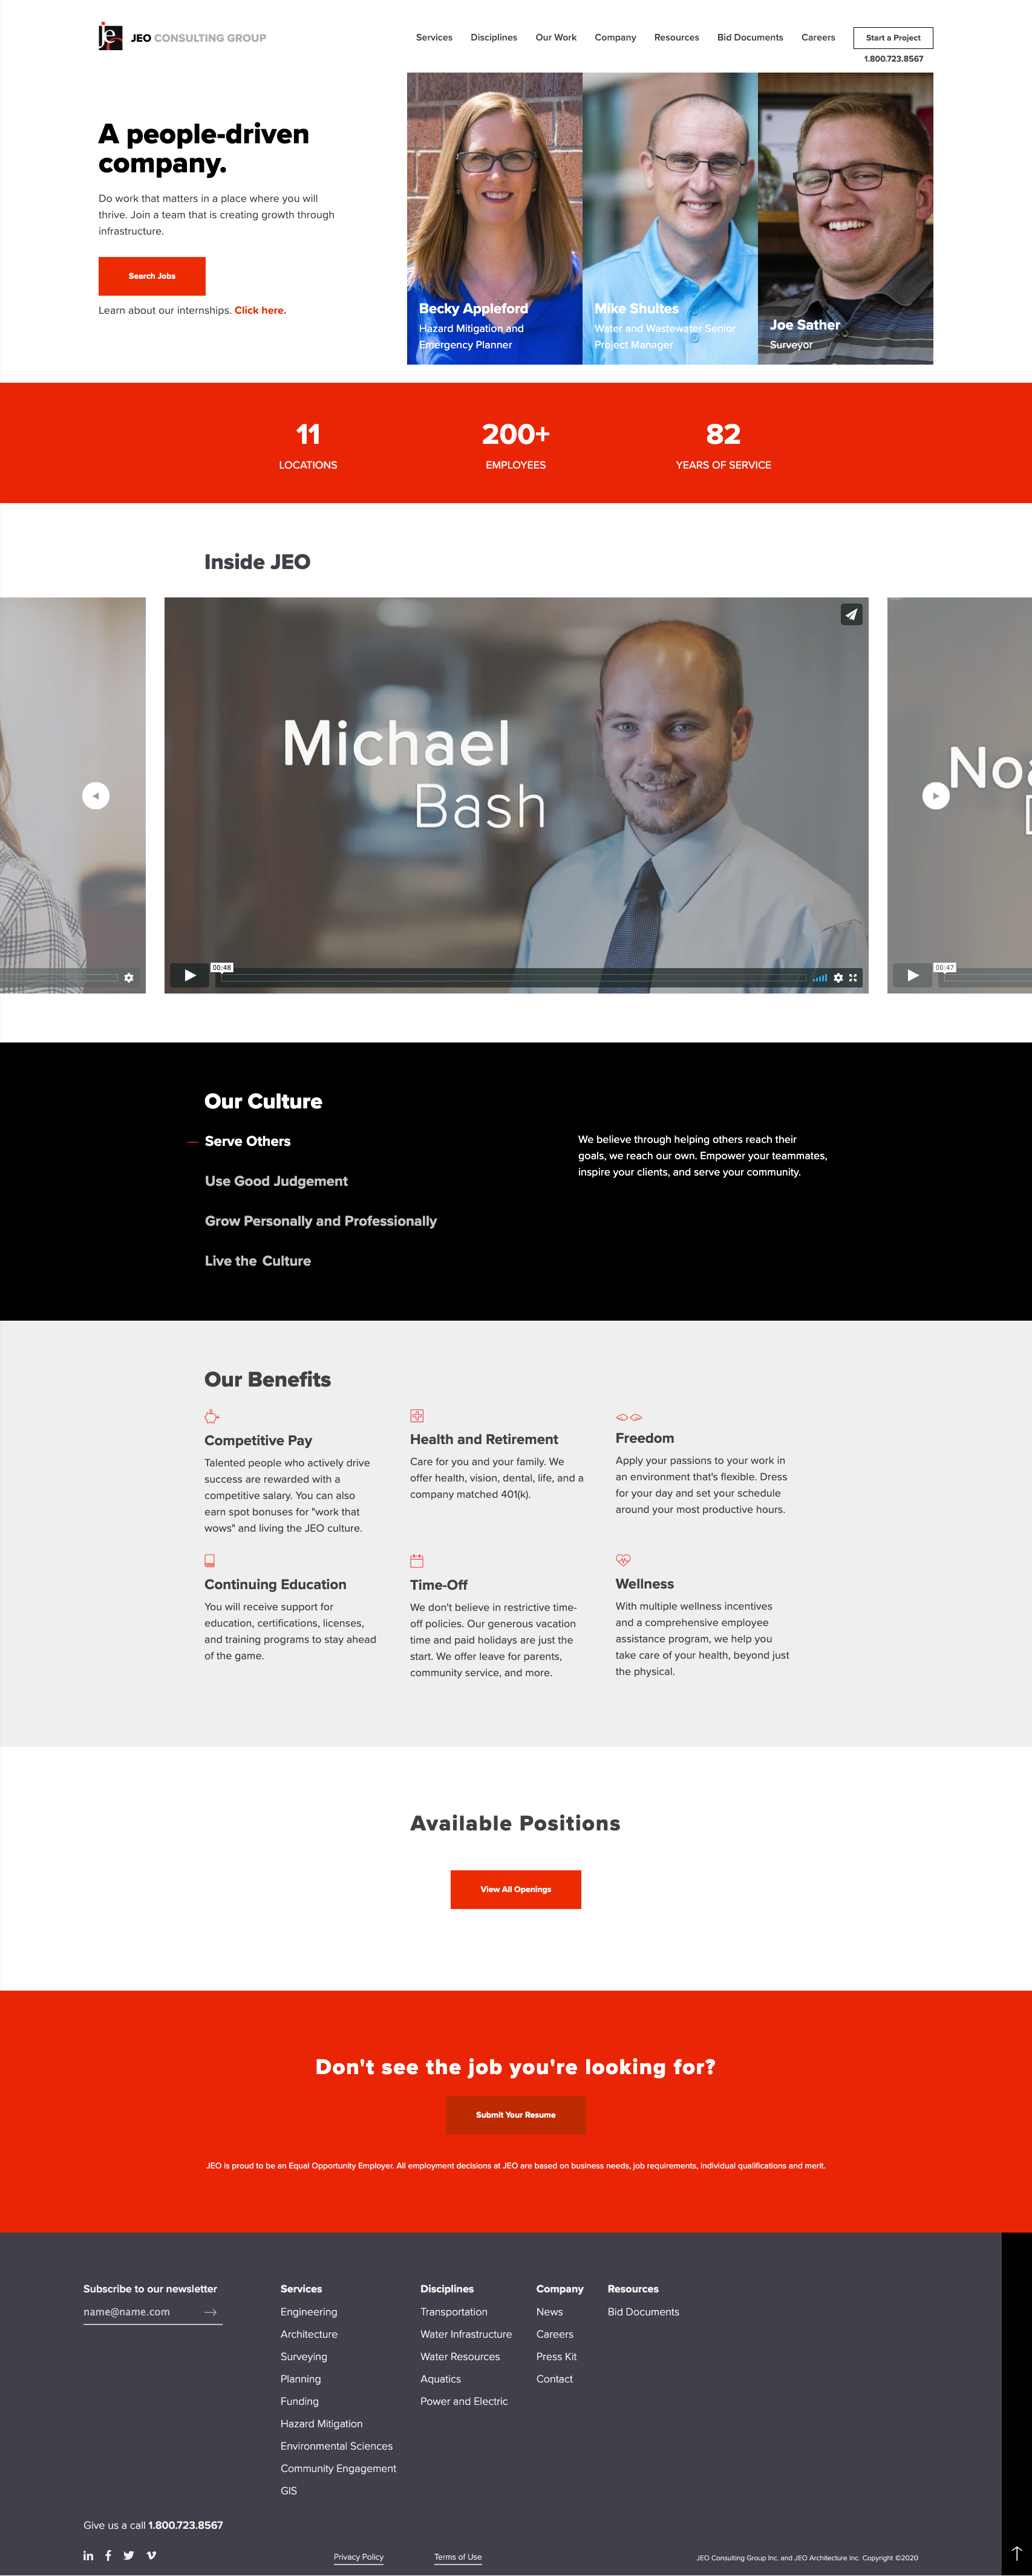 je JEO CONSULTING GROUP
Services Disciplines Our Work Company Resources Bid Documents Careers Start a Project
1.800.723.8567
A people-driven
company.
Do work that matters in a place where you will
thrive. Join a team that is creating growth through
infrastructure.
Search Jobs
Learn about our internships. Click here.
Becky Appleford
Hazard Mitigation and
Emergency Planner
Mike Shultes
Water and Wastewater Senior
Project Manager
Joe Sather
Surveyor
11
LOCATIONS
200+
EMPLOYEES
82
YEARS OF SERVICE
Inside JEO
Michael
Bash
00:48
Noa
00:47
Our Culture
Serve Others
Use Good Judgement
Grow Personally and Professionally
Live the Culture
We believe through helping others reach their
goals, we reach our own. Empower your teammates,
inspire your clients, and serve your community.
Our Benefits
Competitive Pay
Talented people who actively drive
success are rewarded with a
competitive salary. You can also
earn spot bonuses for "work that
wows" and living the JEO culture.
Health and Retirement
Care for you and your family. We
offer health, vision, dental, life, and a
company matched 401(k).
Freedom
Apply your passions to your work in
an environment that's flexible. Dress
for your day and set your schedule
around your most productive hours.
Continuing Education
You will receive support for
education, certifications, licenses,
and training programs to stay ahead
of the game.
Time-Off
We don't believe in restrictive time-
off policies. Our generous vacation
time and paid holidays are just the
start. We offer leave for parents,
community service, and more.
Wellness
With multiple wellness incentives
and a comprehensive employee
assistance program, we help you
take care of your health, beyond just
the physical.
Available Positions
View All Openings
Don't see the job you're looking for?
Submit Your Resume
JEO is proud to be an Equal Opportunity Employer. All employment decisions at JEO are based on business needs, job requirements, individual qualifications and merit.
Subscribe to our newsletter
name@name.com
Services
Engineering
Architecture
Surveying
Planning
Funding
Hazard Mitigation
Environmental Sciences
Community Engagement
GIS
Disciplines
Transportation
Water Infrastructure
Water Resources
Aquatics
Power and Electric
Company
News
Careers
Press Kit
Contact
Resources
Bid Documents
Give us a call 1.800.723.8567
Privacy Policy
Terms of Use
JEO Consulting Group Inc. and JEO Architecture Inc. Copyright ©2020